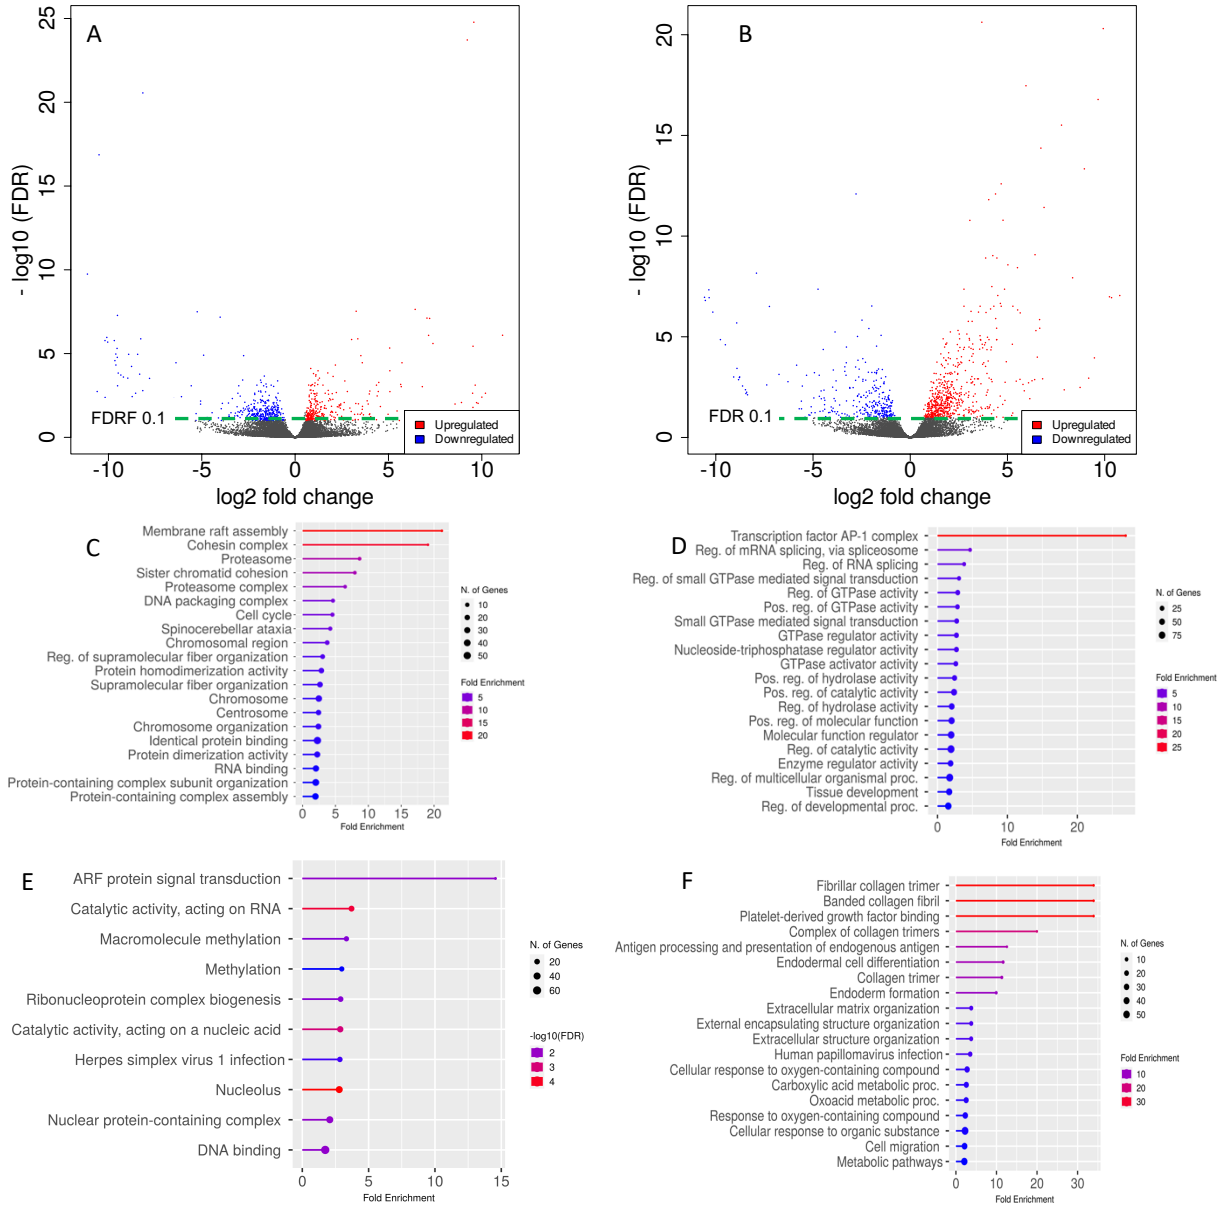 A
25
20
15
10
5
0
- log10 (FDR)
FDRF 0.1
Upregulated
Downregulated
-10 -5 0 5 10
log2 fold change
B
20
15
10
5
0
- log10 (FDR)
FDR 0.1
Upregulated
Downregulated
-10 -5 0 5 10
log2 fold change
C
Membrane raft assembly
Cohesin complex
Proteasome
Sister chromatid cohesion
Proteasome complex
DNA packaging complex
Cell cycle
Spinocerebellar ataxia
Chromosomal region
Reg. of supramolecular fiber organization
Protein homodimerization activity
Supramolecular fiber organization
Chromosome
Centrosome
Chromosome organization
Identical protein binding
Protein dimerization activity
RNA binding
Protein-containing complex subunit organization
Protein-containing complex assembly
0 5 10 15 20
Fold Enrichment
N. of Genes
10
20
30
40
50
Fold Enrichment
5
10
15
20
D
Transcription factor AP-1 complex
Reg. of mRNA splicing, via spliceosome
Reg. of RNA splicing
Reg. of small GTPase mediated signal transduction
Reg. of GTPase activity
Pos. reg. of GTPase activity
Small GTPase mediated signal transduction
GTPase regulator activity
Nucleoside-triphosphatase regulator activity
GTPase activator activity
Pos. reg. of hydrolase activity
Pos. reg. of catalytic activity
Reg. of hydrolase activity
Pos. reg. of molecular function
Molecular function regulator
Reg. of catalytic activity
Enzyme regulator activity
Reg. of multicellular organismal proc.
Tissue development
Reg. of developmental proc.
0 10 20
Fold Enrichment
N. of Genes
25
50
75
Fold Enrichment
5
10
15
20
25
E
ARF protein signal transduction
Catalytic activity, acting on RNA
Macromolecule methylation
Methylation
Ribonucleoprotein complex biogenesis
Catalytic activity, acting on a nucleic acid
Herpes simplex virus 1 infection
Nucleolus
Nuclear protein-containing complex
DNA binding
0 5 10 15
Fold Enrichment
N. of Genes
20
40
60
-log10(FDR)
2
3
4
F
Fibrillar collagen trimer
Banded collagen fibril
Platelet-derived growth factor binding
Complex of collagen trimers
Antigen processing and presentation of endogenous antigen
Endodermal cell differentiation
Collagen trimer
Endoderm formation
Extracellular matrix organization
External encapsulating structure organization
Extracellular structure organization
Human papillomavirus infection
Cellular response to oxygen-containing compound
Carboxylic acid metabolic proc.
Oxoacid metabolic proc.
Response to oxygen-containing compound
Cellular response to organic substance
Cell migration
Metabolic pathways
0 10 20 30
Fold Enrichment
N. of Genes
10
20
30
40
50
Fold Enrichment
10
20
30